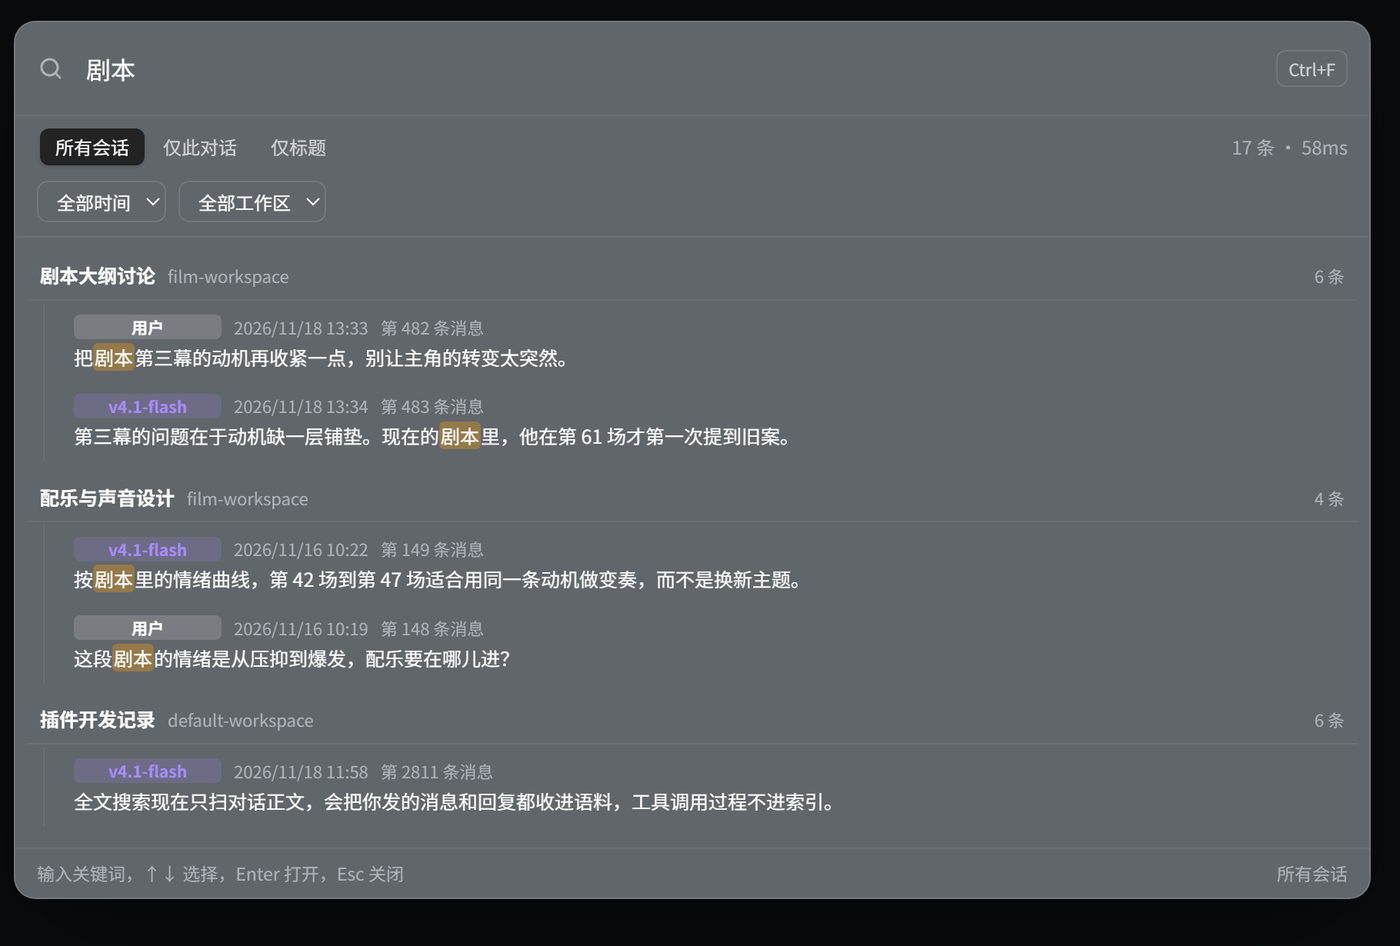 剧本
Ctrl+F
所有会话 仅此对话 仅标题 17 条 · 58ms
全部时间 全部工作区
剧本大纲讨论 film-workspace 6 条
用户 2026/11/18 13:33 第 482 条消息
把剧本第三幕的动机再收紧一点，别让主角的转变太突然。
v4.1-flash 2026/11/18 13:34 第 483 条消息
第三幕的问题在于动机缺一层铺垫。现在的剧本里，他在第 61 场才第一次提到旧案。
配乐与声音设计 film-workspace 4 条
v4.1-flash 2026/11/16 10:22 第 149 条消息
按剧本里的情绪曲线，第 42 场到第 47 场适合用同一条动机做变奏，而不是换新主题。
用户 2026/11/16 10:19 第 148 条消息
这段剧本的情绪是从压抑到爆发，配乐要在哪儿进？
插件开发记录 default-workspace 6 条
v4.1-flash 2026/11/18 11:58 第 2811 条消息
全文搜索现在只扫对话正文，会把你发的消息和回复都收进语料，工具调用过程不进索引。
输入关键词，↑↓ 选择，Enter 打开，Esc 关闭 所有会话